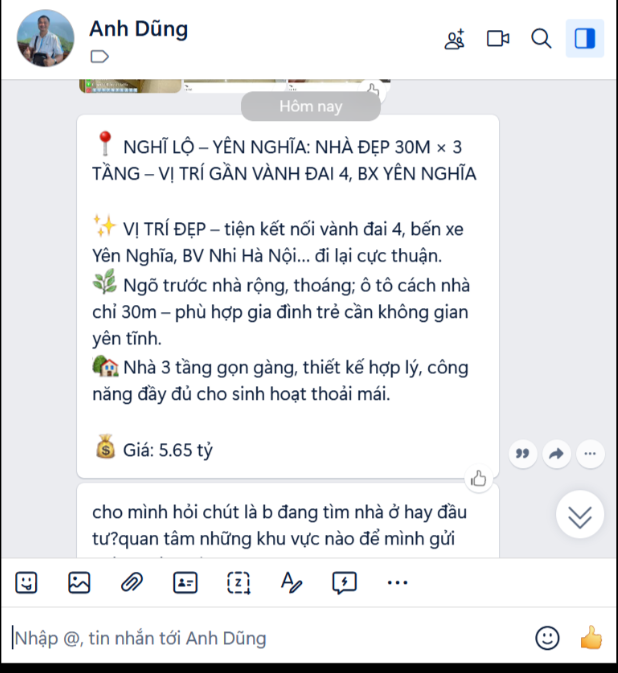 Anh Dũng
Hôm nay
NGHĨ LỘ – YÊN NGHĨA: NHÀ ĐẸP 30M × 3
TẦNG – VỊ TRÍ GẦN VÀNH ĐAI 4, BX YÊN NGHĨA
VỊ TRÍ ĐẸP – tiện kết nối vành đai 4, bến xe
Yên Nghĩa, BV Nhi Hà Nội... đi lại cực thuận.
Ngõ trước nhà rộng, thoáng; ô tô cách nhà
chỉ 30m – phù hợp gia đình trẻ cần không gian
yên tĩnh.
Nhà 3 tầng gọn gàng, thiết kế hợp lý, công
năng đầy đủ cho sinh hoạt thoải mái.
Giá: 5.65 tỷ
cho mình hỏi chút là b đang tìm nhà ở hay đầu
tư?quan tâm những khu vực nào để mình gửi
Nhập @, tin nhắn tới Anh Dũng